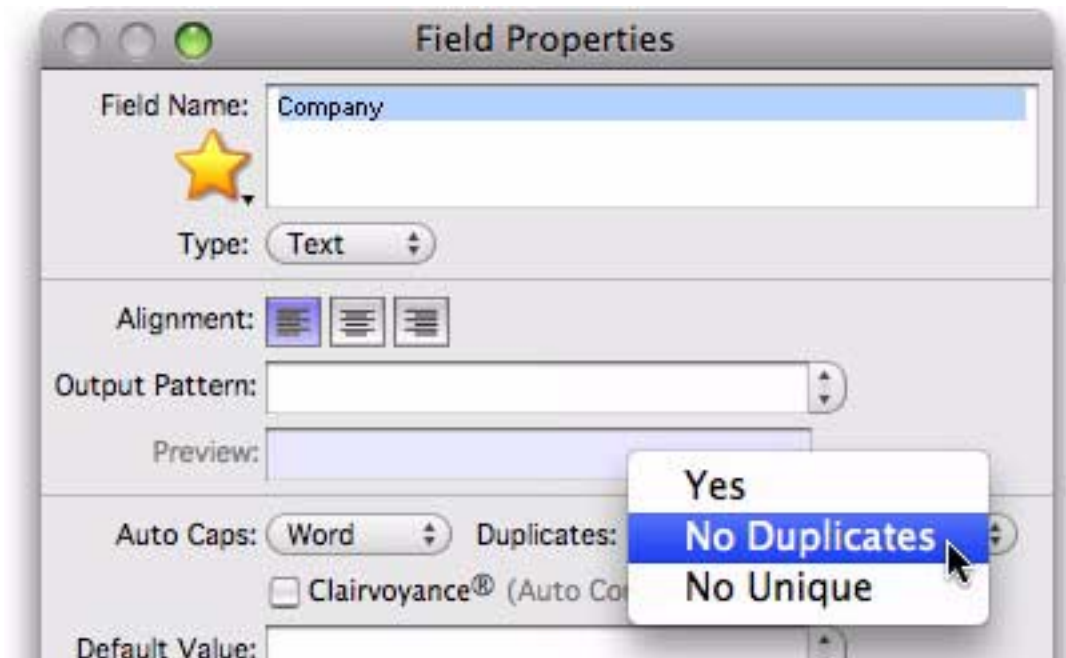 Field Properties
Field Name: Company
Type: Text
Alignment:
Output Pattern:
Preview:
Yes
Auto Caps: Word Duplicates: No Duplicates
Clairvoyance® (Auto Co
No Unique
Default Value: